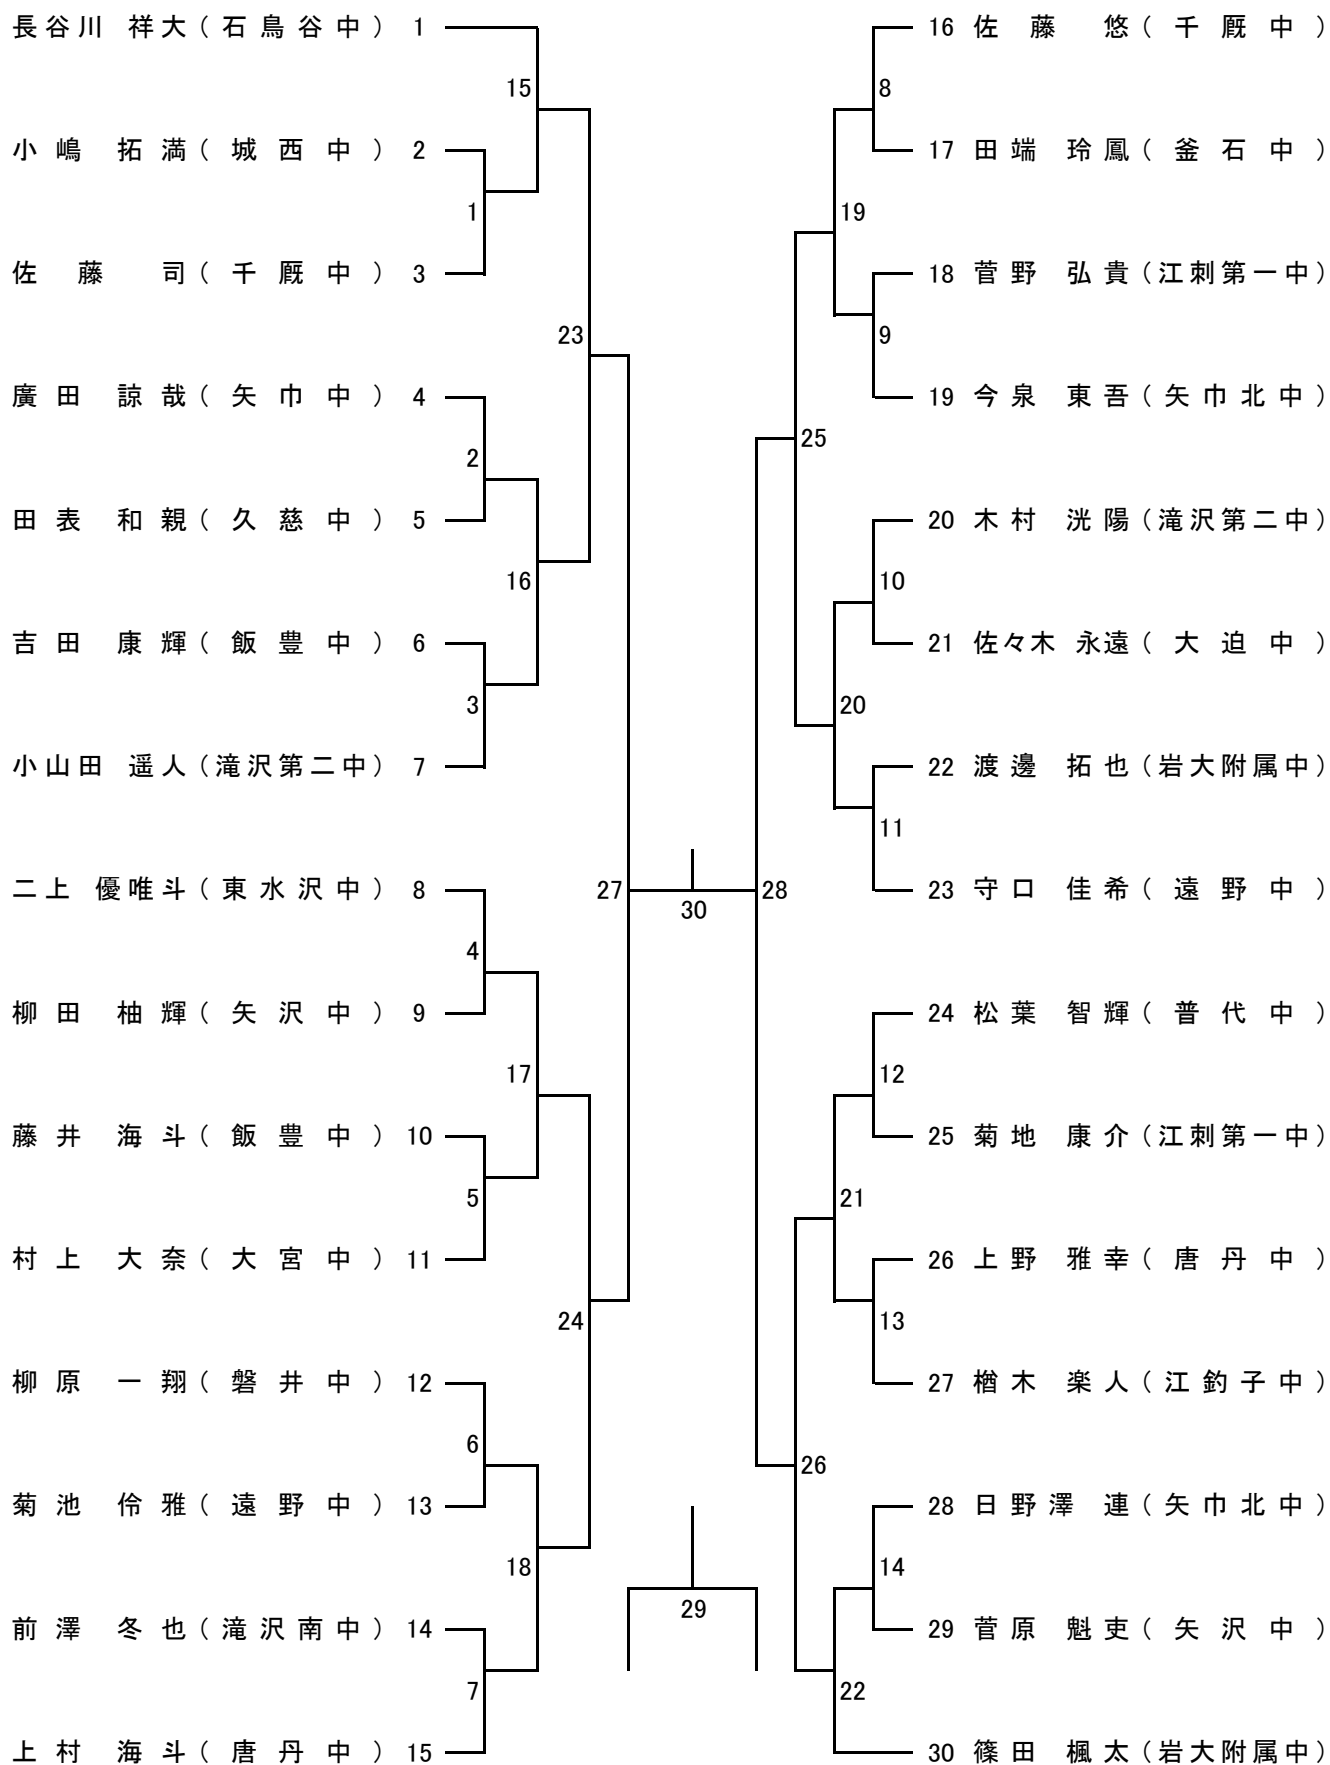 長谷川 祥大(石鳥谷中) 1
15
小嶋 拓満(城西中) 2
1
佐藤 司(千厩中) 3
23
廣田 諒哉(矢巾中) 4
2
田表 和親(久慈中) 5
16
吉田 康輝(飯豊中) 6
3
小山田 遥人(滝沢第二中) 7
二上 優唯斗(東水沢中) 8
27
4
柳田 柚輝(矢沢中) 9
17
藤井 海斗(飯豊中) 10
5
村上 大奈(大宮中) 11
24
柳原 一翔(磐井中) 12
6
菊池 伶雅(遠野中) 13
18
前澤 冬也(滝沢南中) 14
7
上村 海斗(唐丹中) 15
30
29
16 佐藤 悠(千厩中)
8
17 田端 玲鳳(釜石中)
19
18 菅野 弘貴(江刺第一中)
9
19 今泉 東吾(矢巾北中)
25
20 木村 洸陽(滝沢第二中)
10
21 佐々木 永遠(大迫中)
20
22 渡邊 拓也(岩大附属中)
11
28
23 守口 佳希(遠野中)
24 松葉 智輝(普代中)
12
25 菊地 康介(江刺第一中)
21
26 上野 雅幸(唐丹中)
13
27 楢木 楽人(江釣子中)
26
28 日野澤 連(矢巾北中)
14
29 菅原 魁吏(矢沢中)
22
30 篠田 楓太(岩大附属中)